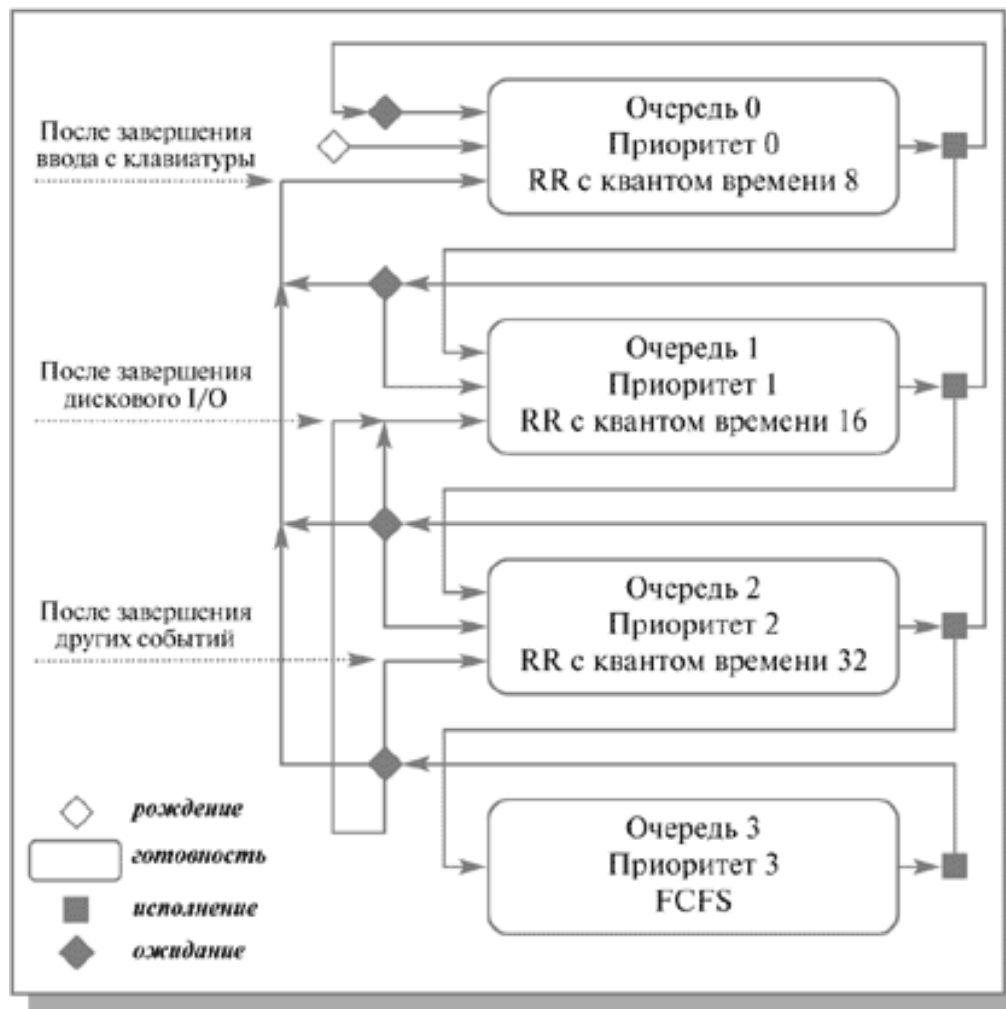 Очередь 0
Приоритет 0
RR с квантом времени 8
После завершения
ввода с клавиатуры
Очередь 1
Приоритет 1
RR с квантом времени 16
После завершения
дискового I/O
Очередь 2
Приоритет 2
RR с квантом времени 32
После завершения
других событий
Очередь 3
Приоритет 3
FCFS
рождение
готовность
исполнение
ожидание